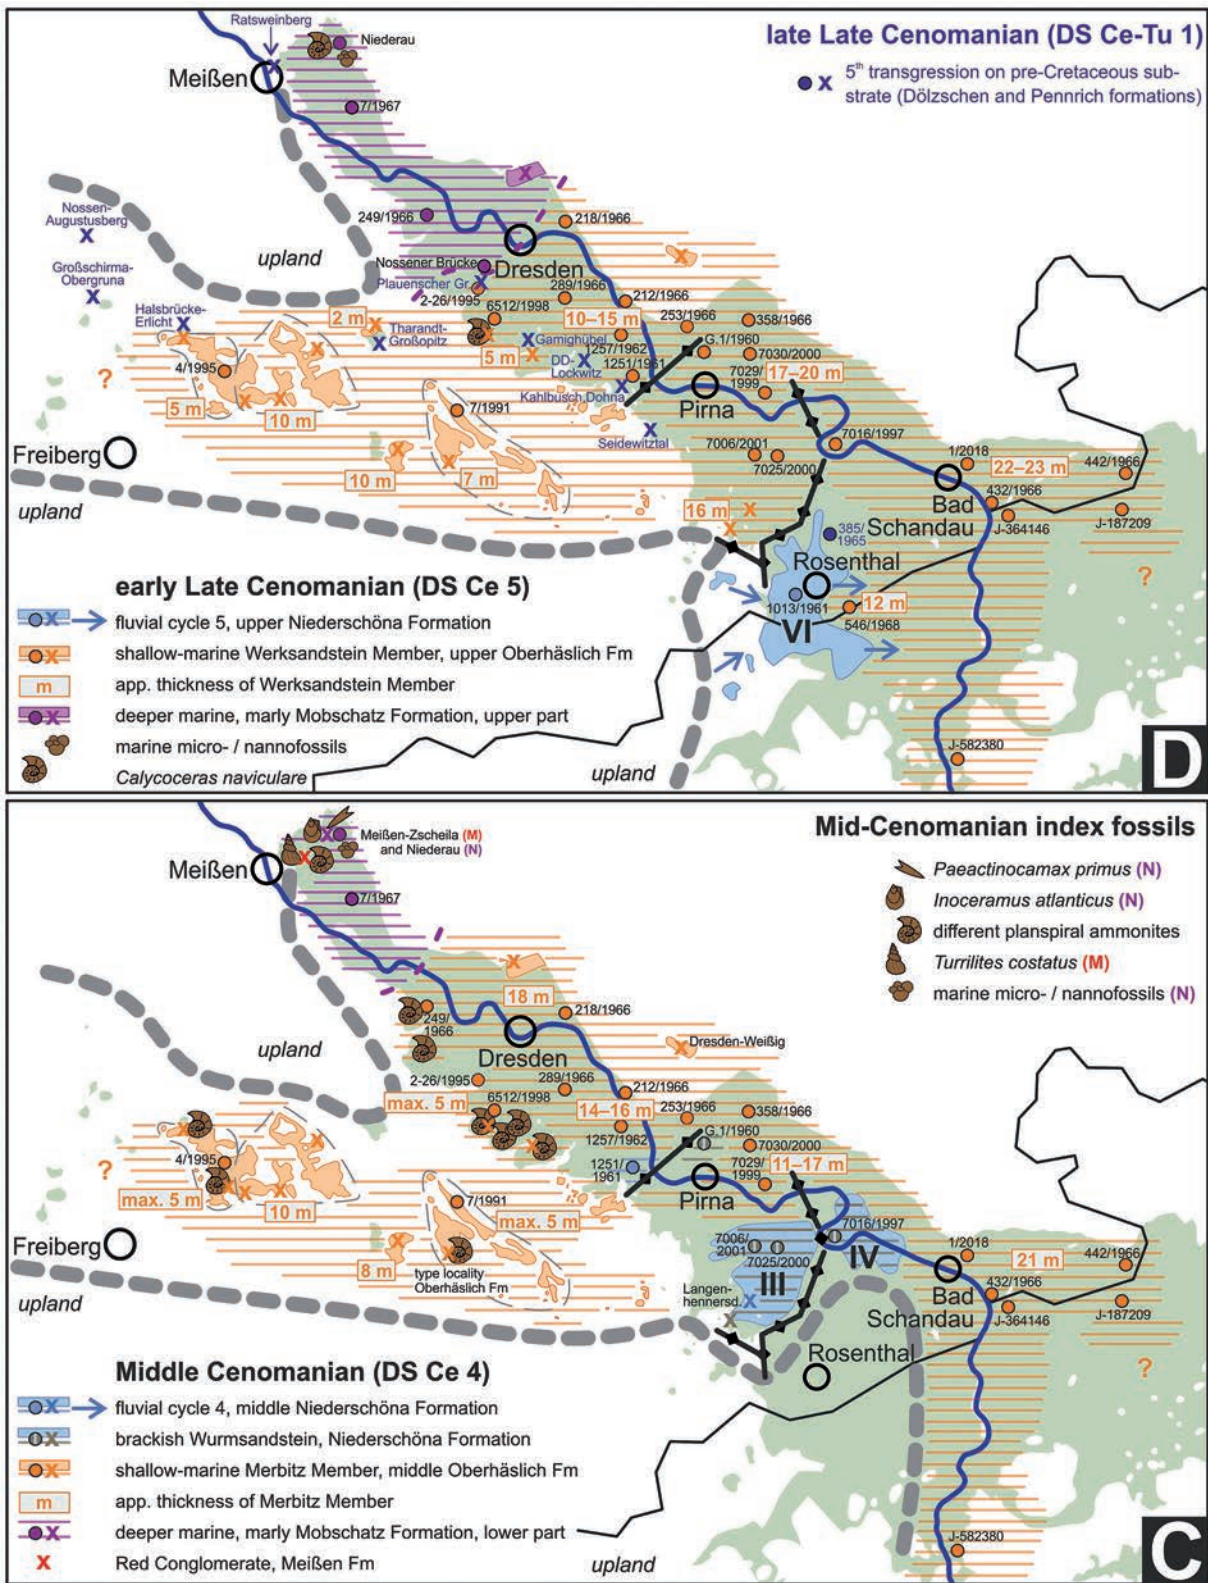 Ratsweinberg
Niederau
Meißen
7/1967
late Late Cenomanian (DS Ce-Tu 1)
X 5th transgression on pre-Cretaceous sub-
strate (Dölzschen and Pennrich formations)
Nossen-
Augustusberg
Großschirma-
Obergruna
upland
249/1966
218/1966
Nossener Brücke
Dresden
Plauenscher Gr.
2-26/1995
289/1966
212/1966
Halsbrücke-
Erlicht
2 m
6512/1998
10–15 m
253/1966
358/1966
Tharandt-
Großopitz
Gamighübel
5 m
1257/1962
G.1/1960
DD-
Lockwitz
1251/1961
7030/2000
?
4/1995
7029/
1999
17–20 m
Kahlbusch Dohna
Pirna
5 m
10 m
7/1991
Seidewitztal
7006/2001
7016/1997
Freiberg
7025/2000
1/2018
22–23 m
442/1966
10 m
7 m
Bad
Schandau
432/1966
J-364146
J-187209
upland
16 m
385/
1965
Rosenthal
?
early Late Cenomanian (DS Ce 5)
1013/1961
12 m
546/1968
VI
fluvial cycle 5, upper Niederschöna Formation
shallow-marine Werksandstein Member, upper Oberhäslich Fm
m app. thickness of Werksandstein Member
deeper marine, marly Mobschatz Formation, upper part
marine micro- / nannofossils
Calycoceras naviculare
upland
J-582380
D
Meißen-Zscheila (M)
and Niederau (N)
Meißen
7/1967
Mid-Cenomanian index fossils
Paeactinocamax primus (N)
Inoceramus atlanticus (N)
different planspiral ammonites
Turrilites costatus (M)
marine micro- / nannofossils (N)
18 m
249/
1966
218/1966
upland
Dresden
Dresden-Weißig
2-26/1995
289/1966
212/1966
max. 5 m
6512/1998
14–16 m
253/1966
358/1966
1257/1962
G.1/1960
7030/2000
?
4/1995
1251/
1961
7029/
1999
11–17 m
Pirna
max. 5 m
10 m
7/1991
max. 5 m
7016/1997
Freiberg
7006/
2001
7025/2000
IV
1/2018
21 m
442/1966
8 m
type locality
Oberhäslich Fm
III
Langen-
hennersd.
Bad
Schandau
432/1966
J-364146
J-187209
upland
Rosenthal
?
Middle Cenomanian (DS Ce 4)
fluvial cycle 4, middle Niederschöna Formation
brackish Wurmsandstein, Niederschöna Formation
shallow-marine Merbitz Member, middle Oberhäslich Fm
m app. thickness of Merbitz Member
deeper marine, marly Mobschatz Formation, lower part
X Red Conglomerate, Meißen Fm
upland
J-582380
C